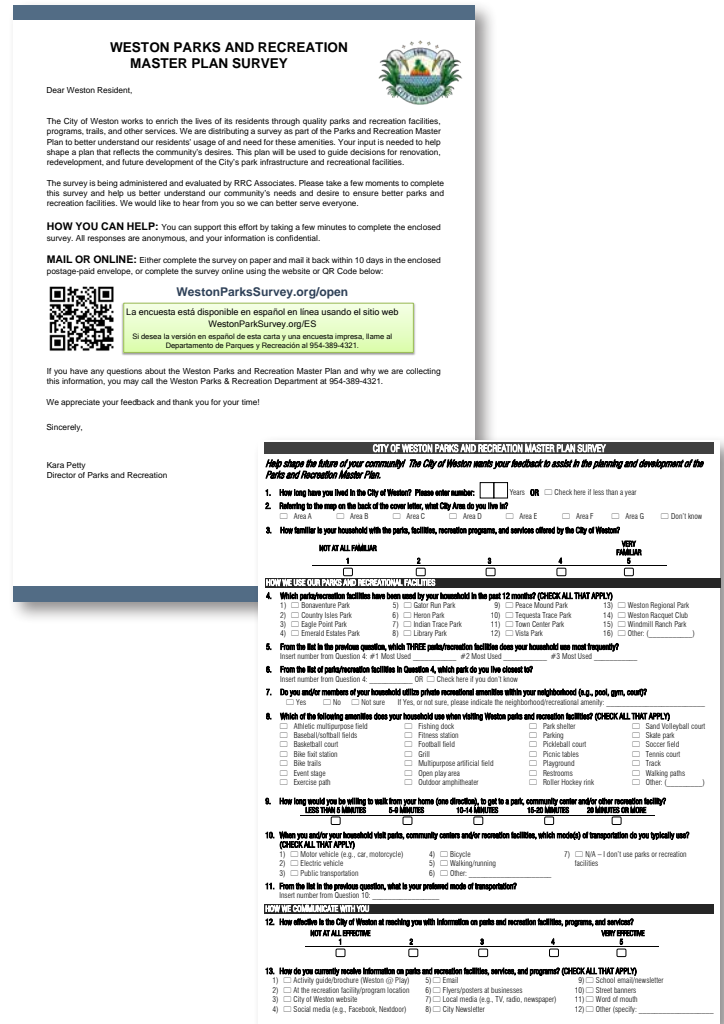 WESTON PARKS AND RECREATION
MASTER PLAN SURVEY
1996
CITY OF WESTON
Dear Weston Resident,
The City of Weston works to enrich the lives of its residents through quality parks and recreation facilities,
programs, trails, and other services. We are distributing a survey as part of the Parks and Recreation Master
Plan to better understand our residents' usage of and need for these amenities. Your input is needed to help
shape a plan that reflects the community's desires. This plan will be used to guide decisions for renovation,
redevelopment, and future development of the City's park infrastructure and recreational facilities.
The survey is being administered and evaluated by RRC Associates. Please take a few moments to complete
this survey and help us better understand our community's needs and desire to ensure better parks and
recreation facilities. We would like to hear from you so we can better serve everyone.
HOW YOU CAN HELP: You can support this effort by taking a few minutes to complete the enclosed
survey. All responses are anonymous, and your information is confidential.
MAIL OR ONLINE: Either complete the survey on paper and mail it back within 10 days in the enclosed
postage-paid envelope, or complete the survey online using the website or QR Code below:
WestonParksSurvey.org/open
La encuesta está disponible en español en línea usando el sitio web
WestonParkSurvey.org/ES
Si desea la versión en español de esta carta y una encuesta impresa, llame al
Departamento de Parques y Recreación al 954-389-4321.
If you have any questions about the Weston Parks and Recreation Master Plan and why we are collecting
this information, you may call the Weston Parks & Recreation Department at 954-389-4321.
We appreciate your feedback and thank you for your time!
Sincerely,
Kara Petty
Director of Parks and Recreation
CITY OF WESTON PARKS AND RECREATION MASTER PLAN SURVEY
Help shape the future of your community! The City of Weston wants your feedback to assist in the planning and development of the
Parks and Recreation Master Plan.
1. How long have you lived in the City of Weston? Please enter number: Years OR Check here if less than a year
2. Referring to the map on the back of the cover letter, what City Area do you live in?
Area A Area B Area C Area D Area E Area F Area G Don't know
3. How familiar is your household with the parks, facilities, recreation programs, and services offered by the City of Weston?
NOT AT ALL FAMILIAR VERY FAMILIAR
1 2 3 4 5
HOW WE USE OUR PARKS AND RECREATIONAL FACILITIES
4. Which parks/recreation facilities have been used by your household in the past 12 months? (CHECK ALL THAT APPLY)
1) Bonaventure Park 5) Gator Run Park 9) Peace Mound Park 13) Weston Regional Park
2) Country Isles Park 6) Heron Park 10) Tequesta Trace Park 14) Weston Racquet Club
3) Eagle Point Park 7) Indian Trace Park 11) Town Center Park 15) Windmill Ranch Park
4) Emerald Estates Park 8) Library Park 12) Vista Park 16) Other: (__________)
5. From the list in the previous question, which THREE parks/recreation facilities does your household use most frequently?
Insert number from Question 4: #1 Most Used __________ #2 Most Used __________ #3 Most Used __________
6. From the list of parks/recreation facilities in Question 4, which park do you live closest to?
Insert number from Question 4: __________ OR Check here if you don't know
7. Do you and/or members of your household utilize private recreational amenities within your neighborhood (e.g., pool, gym, court)?
Yes No Not sure If Yes, or not sure, please indicate the neighborhood/recreational amenity: __________
8. Which of the following amenities does your household use when visiting Weston parks and recreation facilities? (CHECK ALL THAT APPLY)
Athletic multipurpose field Fishing dock Park shelter Sand Volleyball court
Baseball/softball fields Fitness station Parking Skate park
Basketball court Football field Pickleball court Soccer field
Bike fixit station Grill Picnic tables Tennis court
Bike trails Multipurpose artificial field Playground Track
Event stage Open play area Restrooms Walking paths
Exercise path Outdoor amphitheater Roller Hockey rink Other: (__________)
9. How long would you be willing to walk from your home (one direction), to get to a park, community center and/or other recreation facility?
LESS THAN 5 MINUTES 5-9 MINUTES 10-14 MINUTES 15-20 MINUTES 20 MINUTES OR MORE
10. When you and/or your household visit parks, community centers and/or recreation facilities, which mode(s) of transportation do you typically use?
(CHECK ALL THAT APPLY)
1) Motor vehicle (e.g., car, motorcycle) 4) Bicycle 7) N/A – I don't use parks or recreation
2) Electric vehicle 5) Walking/running facilities
3) Public transportation 6) Other: __________
11. From the list in the previous question, what is your preferred mode of transportation?
Insert number from Question 10: __________
HOW WE COMMUNICATE WITH YOU
12. How effective is the City of Weston at reaching you with information on parks and recreation facilities, programs, and services?
NOT AT ALL EFFECTIVE VERY EFFECTIVE
1 2 3 4 5
13. How do you currently receive information on parks and recreation facilities, services, and programs? (CHECK ALL THAT APPLY)
1) Activity guide/brochure (Weston @ Play) 5) Email 9) School email/newsletter
2) At the recreation facility/program location 6) Flyers/posters at businesses 10) Street banners
3) City of Weston website 7) Local media (e.g., TV, radio, newspaper) 11) Word of mouth
4) Social media (e.g., Facebook, Nextdoor) 8) City Newsletter 12) Other (specify: __________